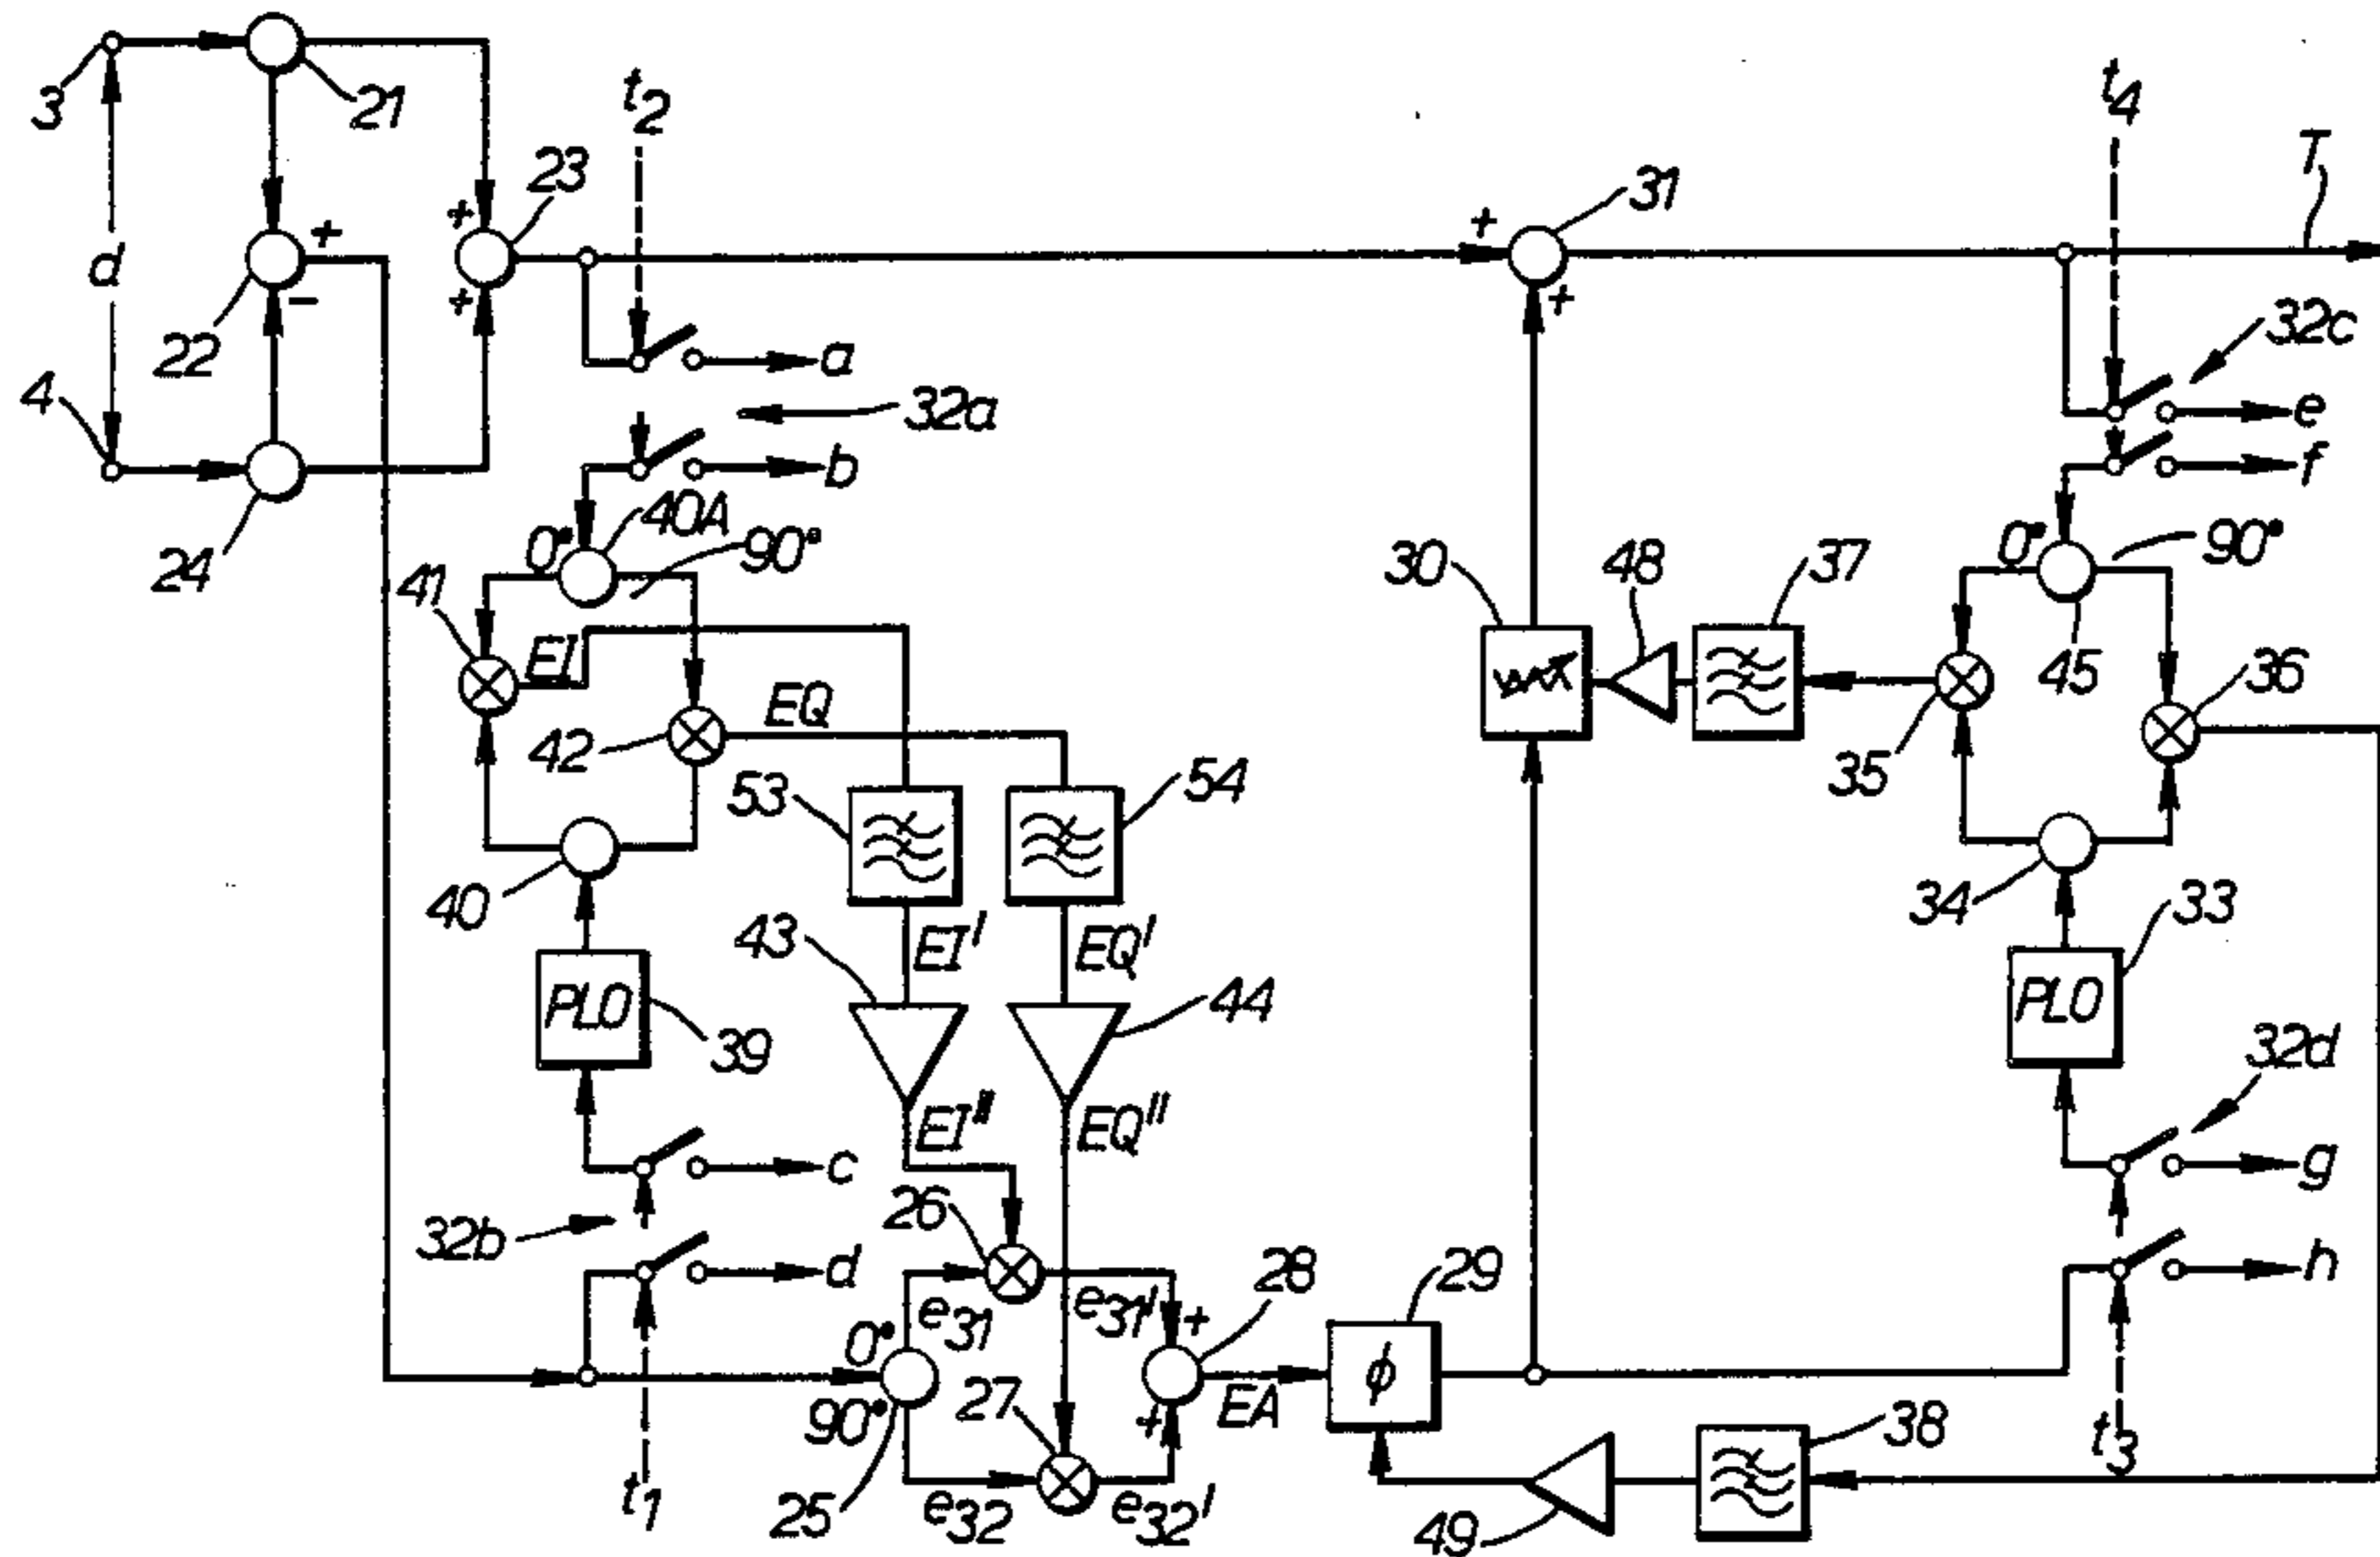 3
21
t2
t4
T
23
+
31
+
+
d
22
−
+
+
32c
a
4
32a
e
b
f
24
0°
40A
90°
0°
90°
41
EI
30
48
37
45
36
EQ
42
35
53
54
40
34
33
43
EI'
EQ'
PLO
39
44
PLO
EI"
EQ"
32d
c
g
32b
26
d
28
29
h
e31
e31'
+
0°
ϕ
90°
27
EA
+
38
t3
t1
25
e32
e32'
49